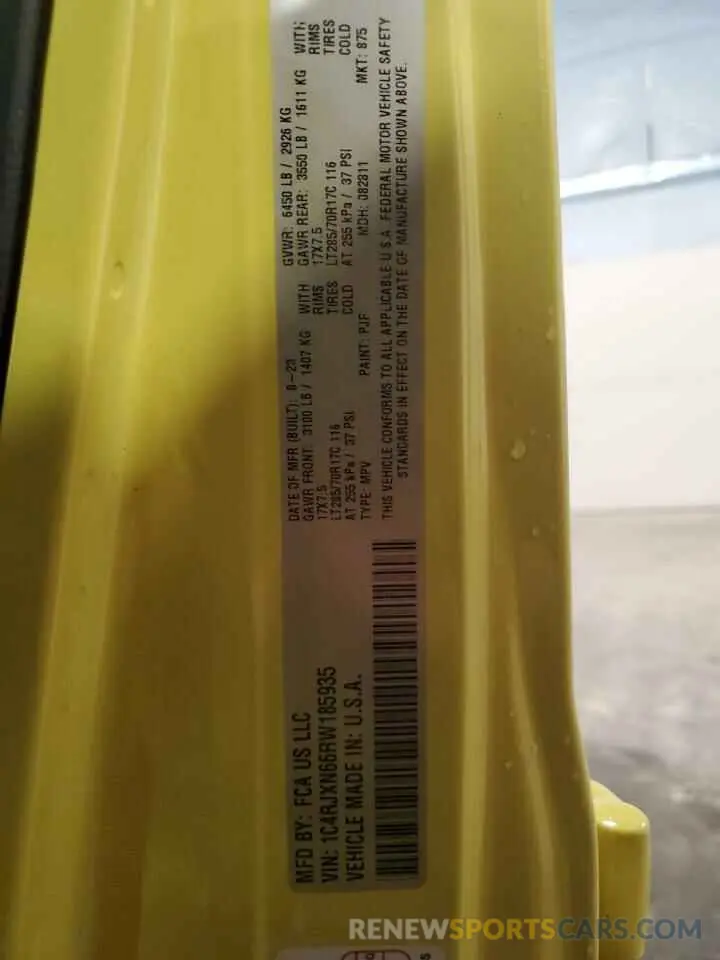 MFD BY: FCA US LLC
VIN: 1C4RJXN66RW185935
VEHICLE MADE IN: U.S.A.
DATE OF MFR (BUILT): 8-23 GVWR: 6450 LB / 2926 KG
GAWR FRONT: 3100 LB / 1407 KG WITH GAWR REAR: 3550 LB / 1611 KG WITH
17X7.5 RIMS 17X7.5 RIMS
LT285/70R17C 116 TIRES LT285/70R17C 116 TIRES
AT 255 kPa / 37 PSI COLD AT 255 kPa / 37 PSI COLD
TYPE: MPV PAINT: PJF MDH: 082811 MKT: 875
THIS VEHICLE CONFORMS TO ALL APPLICABLE U.S.A. FEDERAL MOTOR VEHICLE SAFETY
STANDARDS IN EFFECT ON THE DATE OF MANUFACTURE SHOWN ABOVE.
RENEWSPORTSCARS.COM